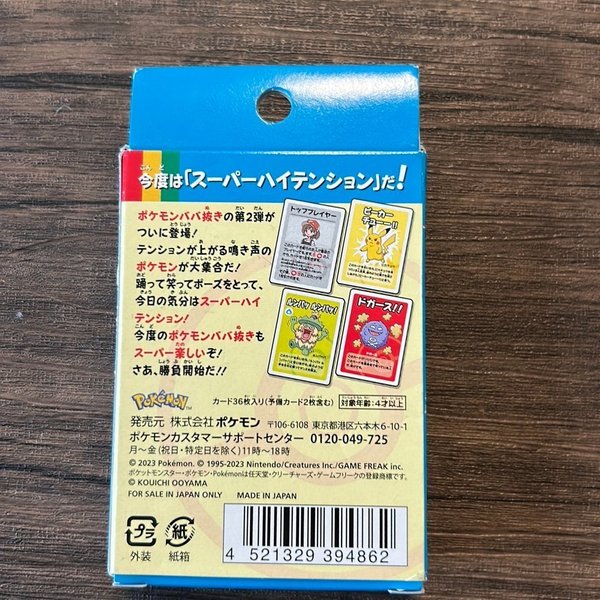 今度は「スーパーハイテンション」だ！
ポケモンババ抜きの第2弾が
ついに登場！
テンションが上がる鳴き声の
ポケモンが大集合だ！
踊って笑ってポーズをとって、
今日の気分はスーパーハイ
テンション！
今度のポケモンババ抜きも
スーパー楽しいぞ！
さあ、勝負開始だ!!
トッププレイヤー
ピーカー
チューー!!
ルンパッ ルンパッ!
ドガース!!
カード36枚入り(予備カード2枚含む)
対象年齢:4才以上
POKéMON
発売元 株式会社ポケモン 〒106-6108 東京都港区六本木6-10-1
ポケモンカスタマーサポートセンター 0120-049-725
月〜金(祝日・特定日を除く)11時〜18時
© 2023 Pokémon. © 1995-2023 Nintendo/Creatures Inc./GAME FREAK inc.
ポケットモンスター・ポケモン・Pokémonは任天堂・クリーチャーズ・ゲームフリークの登録商標です。
© KOUICHI OOYAMA
FOR SALE IN JAPAN ONLY MADE IN JAPAN
プラ
外装
紙
紙箱
4 521329 394862